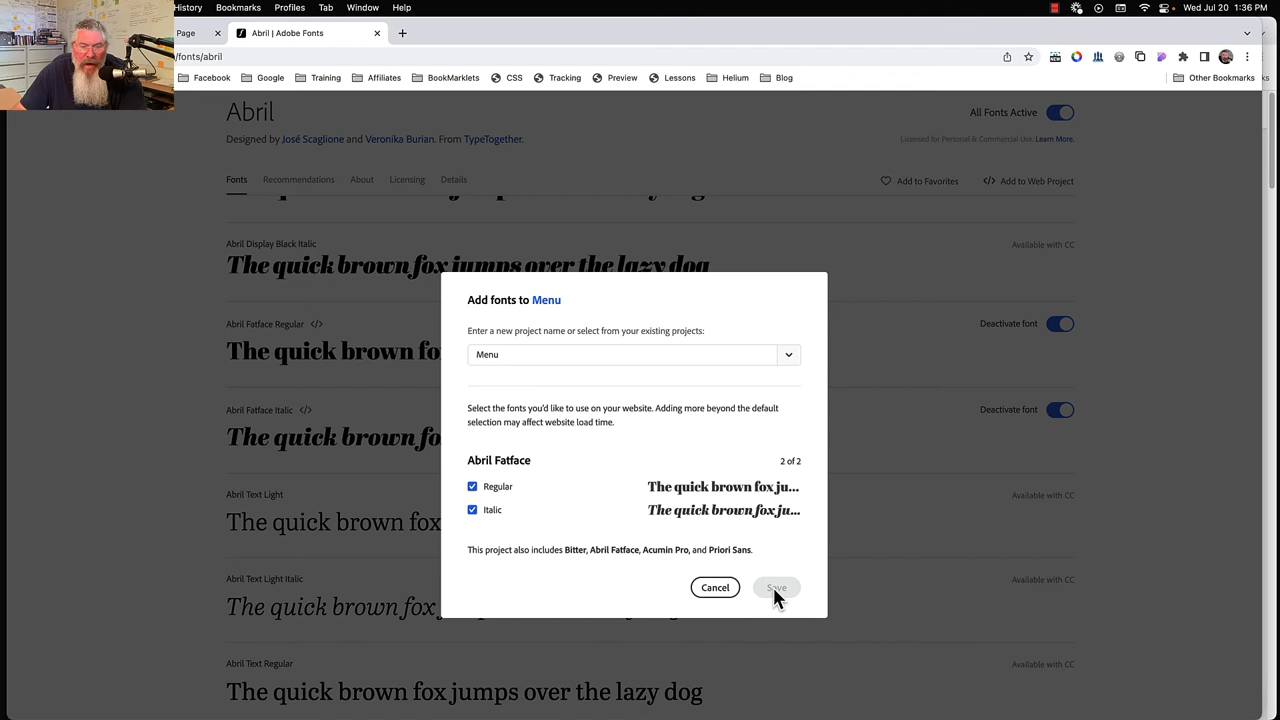 History Bookmarks Profiles Tab Window Help Wed Jul 20 1:36 PM
Page Abril | Adobe Fonts
/fonts/abril
Facebook Google Training Affiliates BookMarklets CSS Tracking Preview Lessons Helium Blog Other Bookmarks
Abril
All Fonts Active
Designed by José Scaglione and Veronika Burian. From TypeTogether.
Licensed for Personal & Commercial Use. Learn More.
Fonts Recommendations About Licensing Details Add to Favorites Add to Web Project
Abril Display Black Italic Available with CC
The quick brown fox jumps over the lazy dog
Abril Fatface Regular </> Deactivate font
The quick brown fo
Abril Fatface Italic </> Deactivate font
The quick brown fo
Abril Text Light Available with CC
The quick brown fox
Abril Text Light Italic Available with CC
The quick brown fox
Abril Text Regular Available with CC
The quick brown fox jumps over the lazy dog
Add fonts to Menu
Enter a new project name or select from your existing projects:
Menu
Select the fonts you'd like to use on your website. Adding more beyond the default
selection may affect website load time.
Abril Fatface 2 of 2
Regular The quick brown fox ju...
Italic The quick brown fox ju...
This project also includes Bitter, Abril Fatface, Acumin Pro, and Priori Sans.
Cancel Save